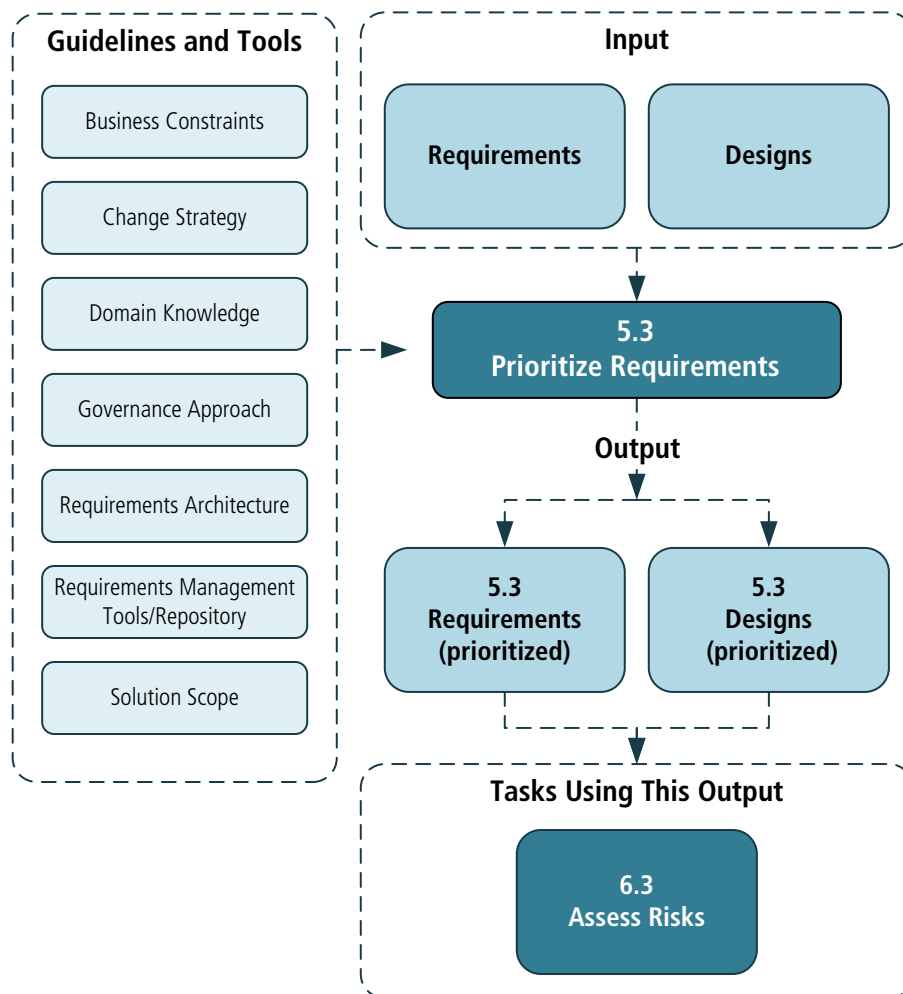 Guidelines and Tools
Business Constraints
Change Strategy
Domain Knowledge
Governance Approach
Requirements Architecture
Requirements Management
Tools/Repository
Solution Scope
Input
Requirements
Designs
5.3
Prioritize Requirements
Output
5.3
Requirements
(prioritized)
5.3
Designs
(prioritized)
Tasks Using This Output
6.3
Assess Risks